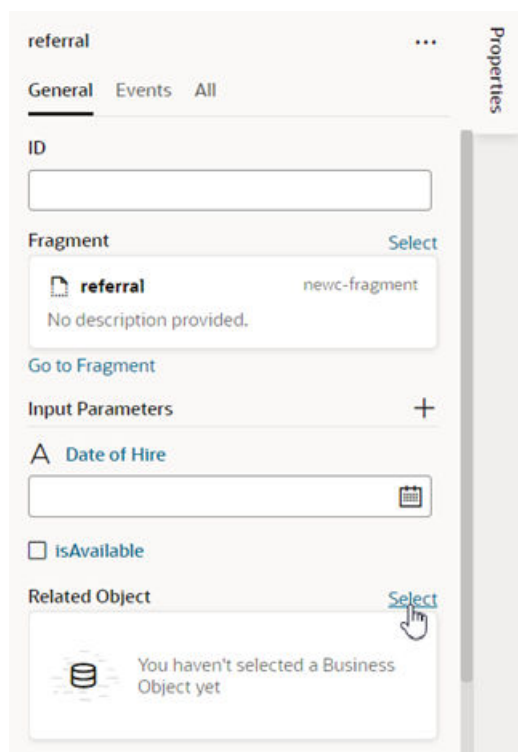 referral
Properties
General Events All
ID
Fragment Select
referral newc-fragment
No description provided.
Go to Fragment
Input Parameters
A Date of Hire
isAvailable
Related Object Select
You haven't selected a Business
Object yet